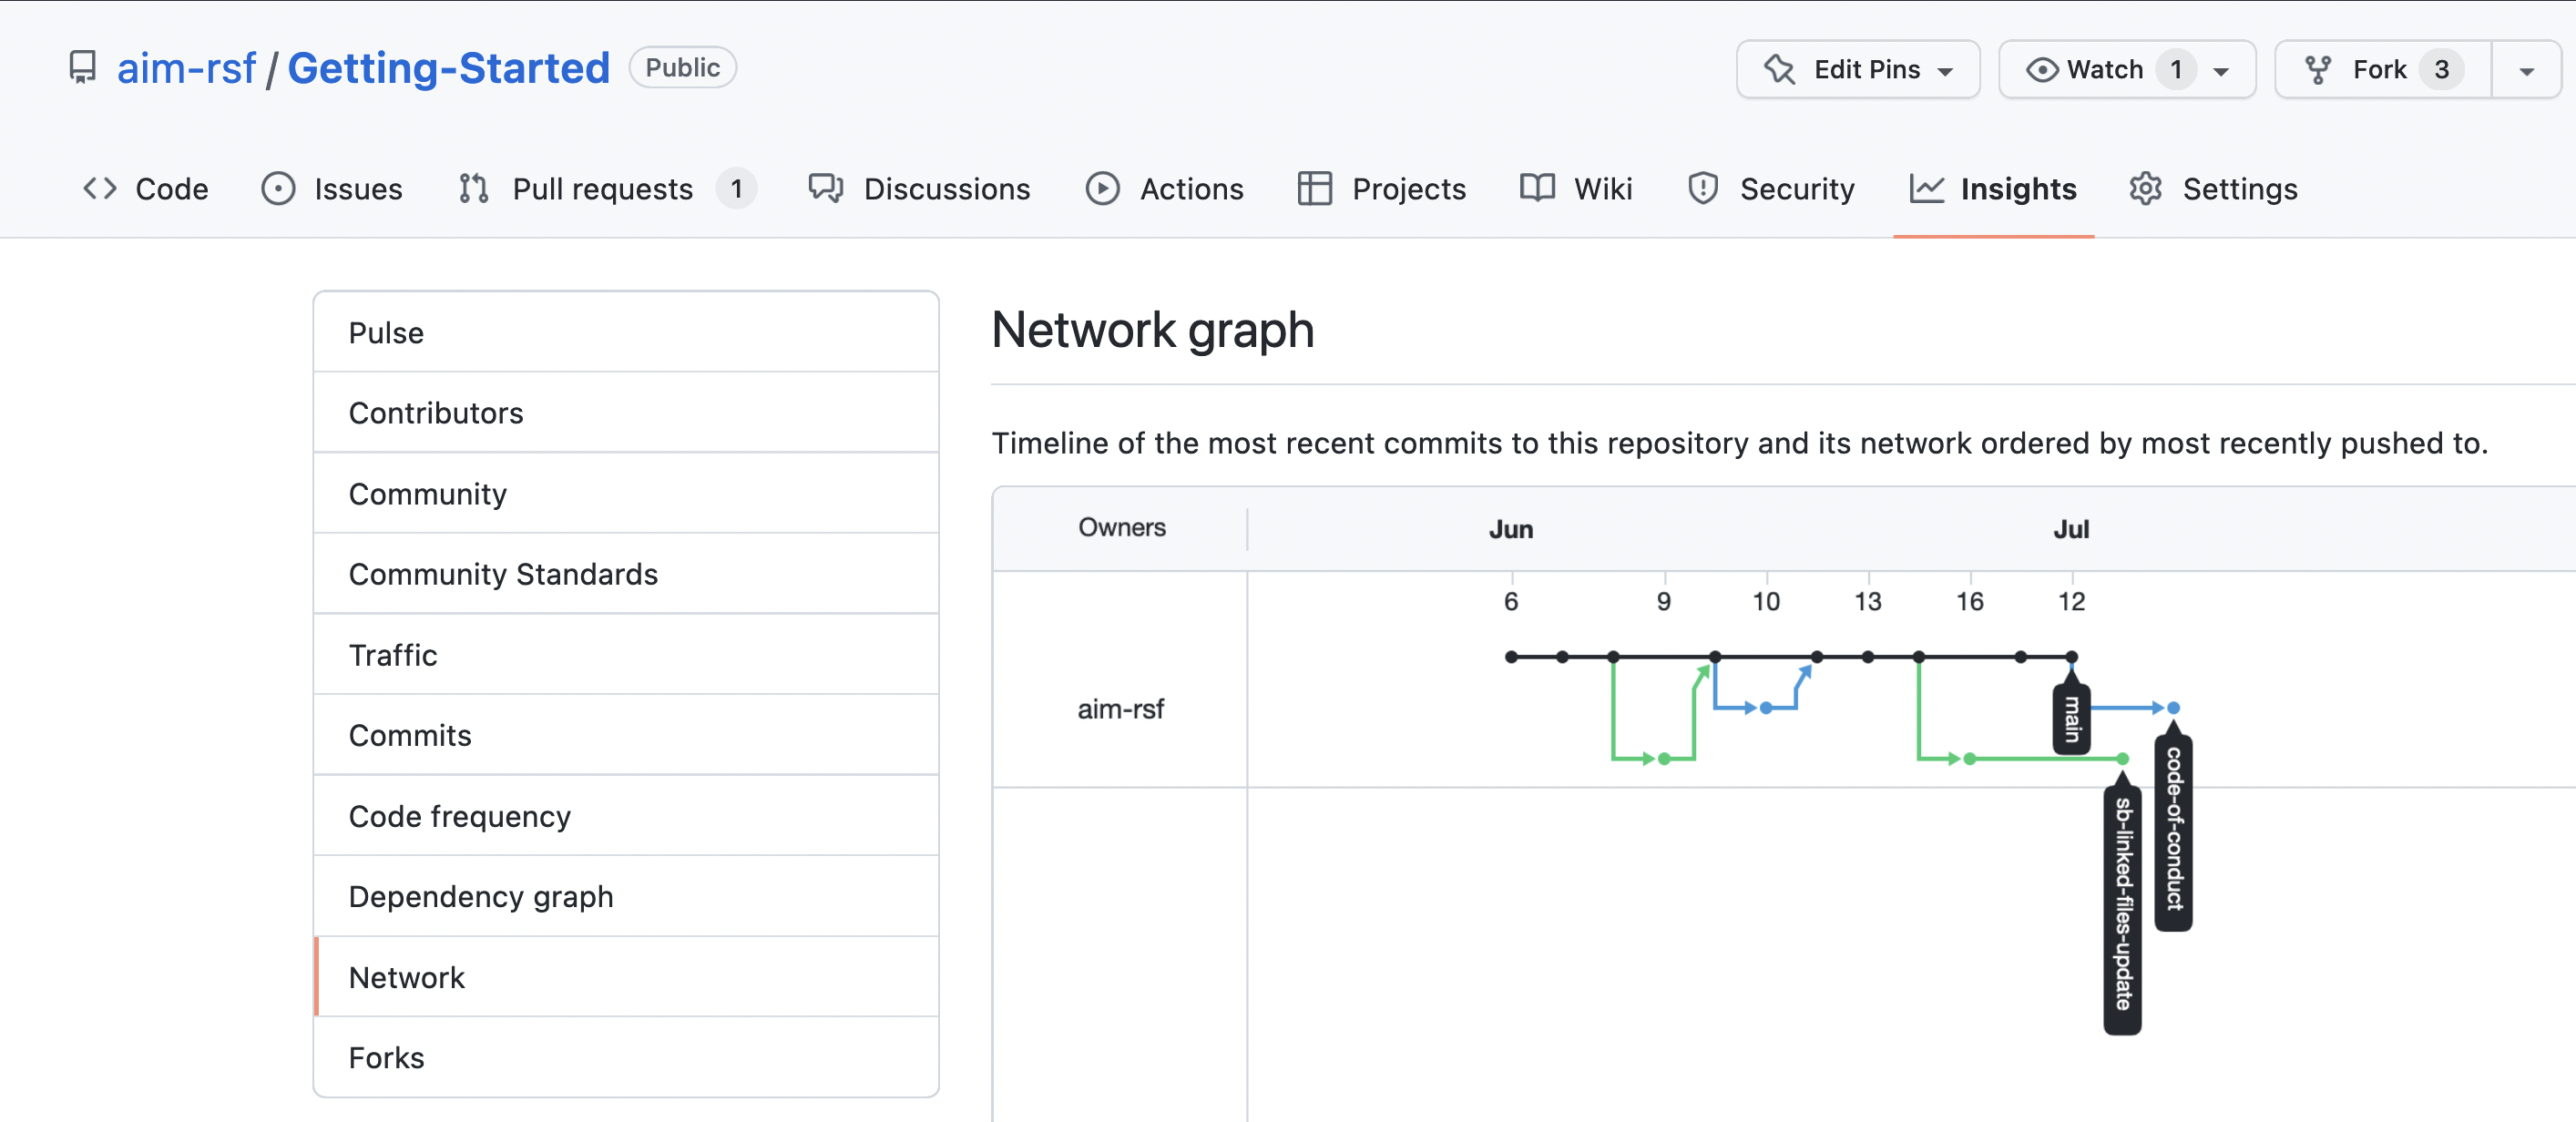 aim-rsf / Getting-Started Public Edit Pins Watch 1 Fork 3
Code Issues Pull requests 1 Discussions Actions Projects Wiki Security Insights Settings
Pulse
Contributors
Community
Community Standards
Traffic
Commits
Code frequency
Dependency graph
Network
Forks
Network graph
Timeline of the most recent commits to this repository and its network ordered by most recently pushed to.
Owners Jun Jul
6 9 10 13 16 12
aim-rsf
main
sb-linked-files-update
code-of-conduct